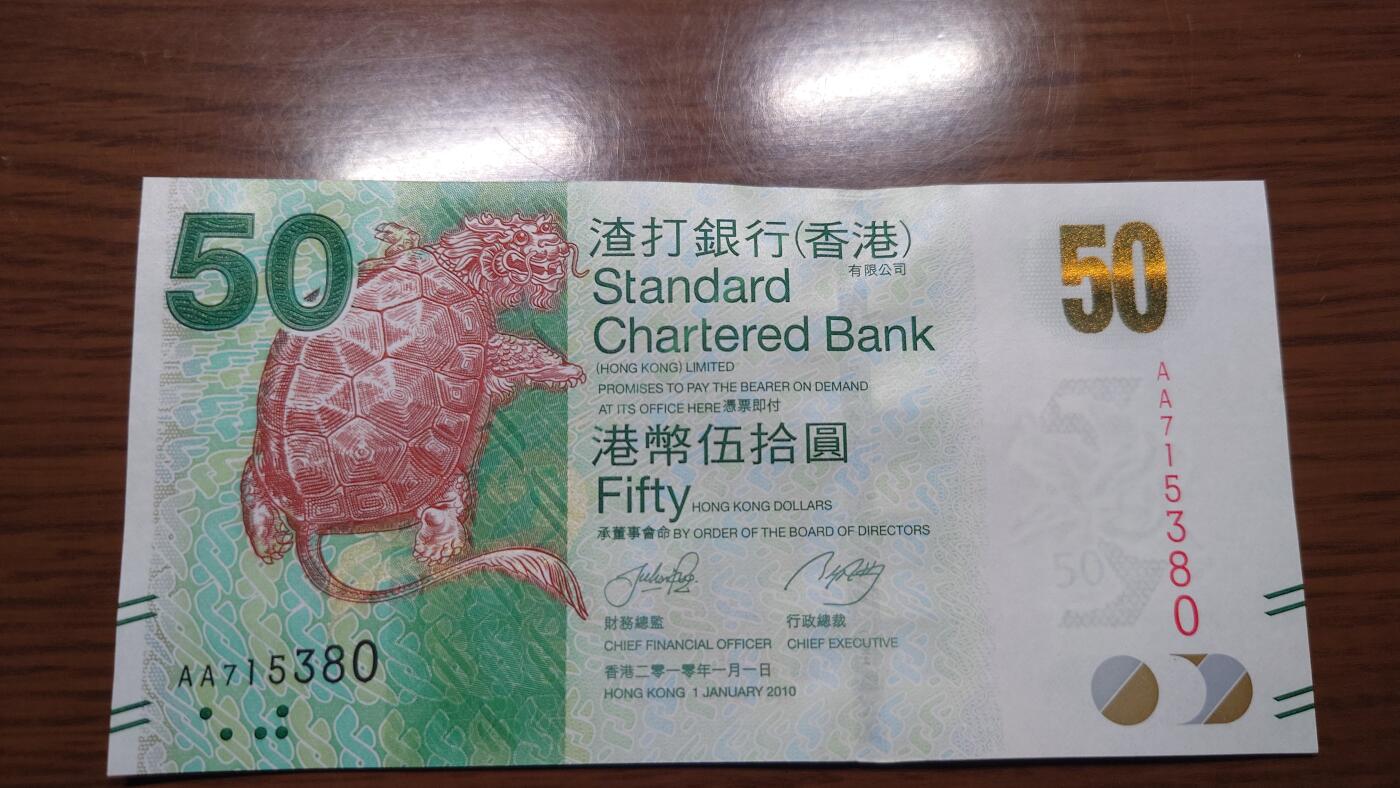 50
渣打銀行(香港)
有限公司
Standard
Chartered Bank
(HONG KONG) LIMITED
PROMISES TO PAY THE BEARER ON DEMAND
AT ITS OFFICE HERE 憑票即付
港幣伍拾圓
Fifty HONG KONG DOLLARS
承董事會命 BY ORDER OF THE BOARD OF DIRECTORS
財務總監 行政總裁
CHIEF FINANCIAL OFFICER CHIEF EXECUTIVE
香港二零一零年一月一日
HONG KONG 1 JANUARY 2010
AA715380
50
AA715380
50